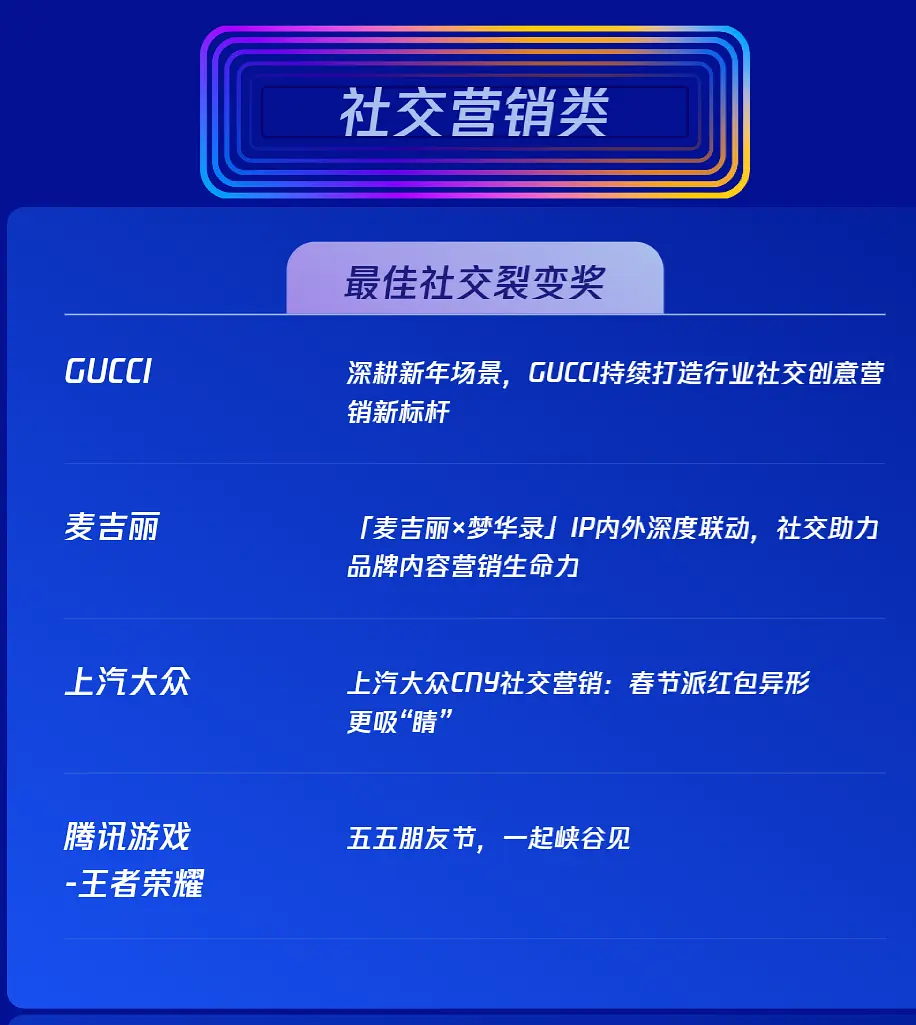 社交营销类
最佳社交裂变奖
GUCCI
深耕新年场景，GUCCI持续打造行业社交创意营
销新标杆
麦吉丽
「麦吉丽×梦华录」IP内外深度联动，社交助力
品牌内容营销生命力
上汽大众
上汽大众CNY社交营销：春节派红包异形
更吸“睛”
腾讯游戏
-王者荣耀
五五朋友节，一起峡谷见